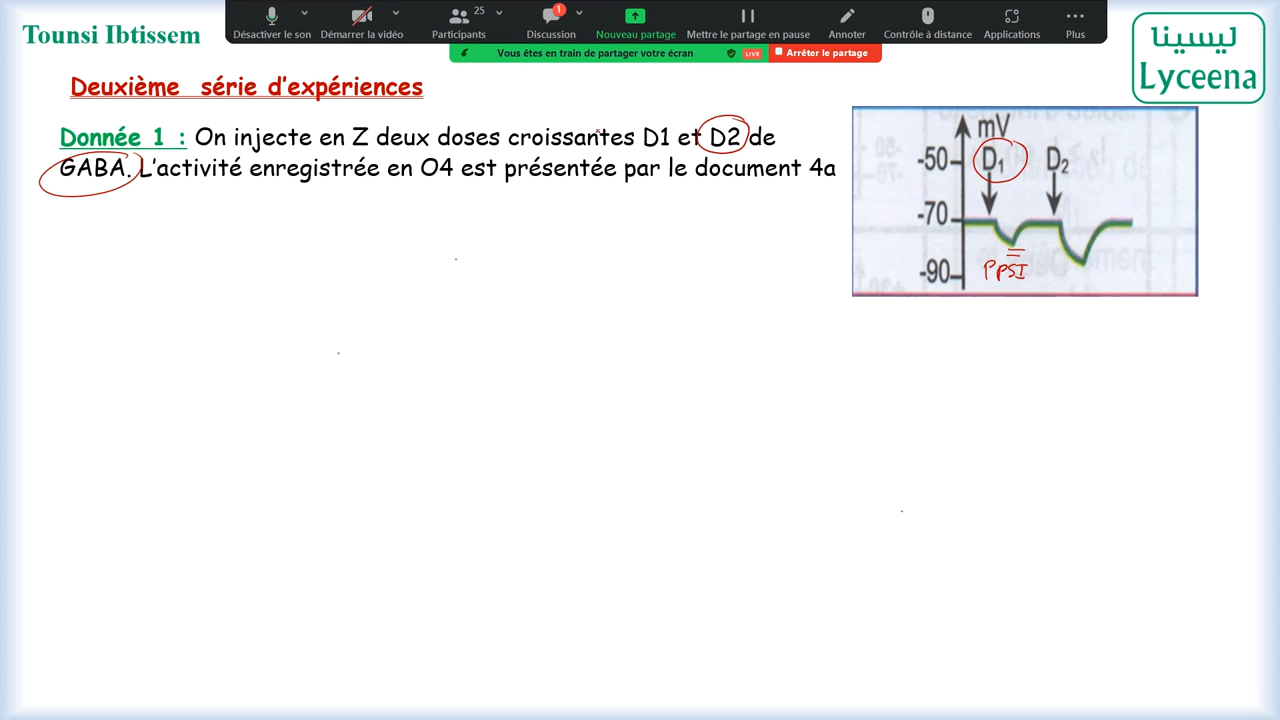 Tounsi Ibtissem
Désactiver le son
Démarrer la vidéo
25
Participants
1
Discussion
Nouveau partage
Mettre le partage en pause
Annoter
Contrôle à distance
Applications
Plus
Vous êtes en train de partager votre écran
LIVE
Arrêter le partage
ليسينا
Lyceena
Deuxième série d'expériences
Donnée 1 : On injecte en Z deux doses croissantes D1 et D2 de
GABA. L'activité enregistrée en O4 est présentée par le document 4a
mV
-50
D1
D2
-70
-90
PPSI